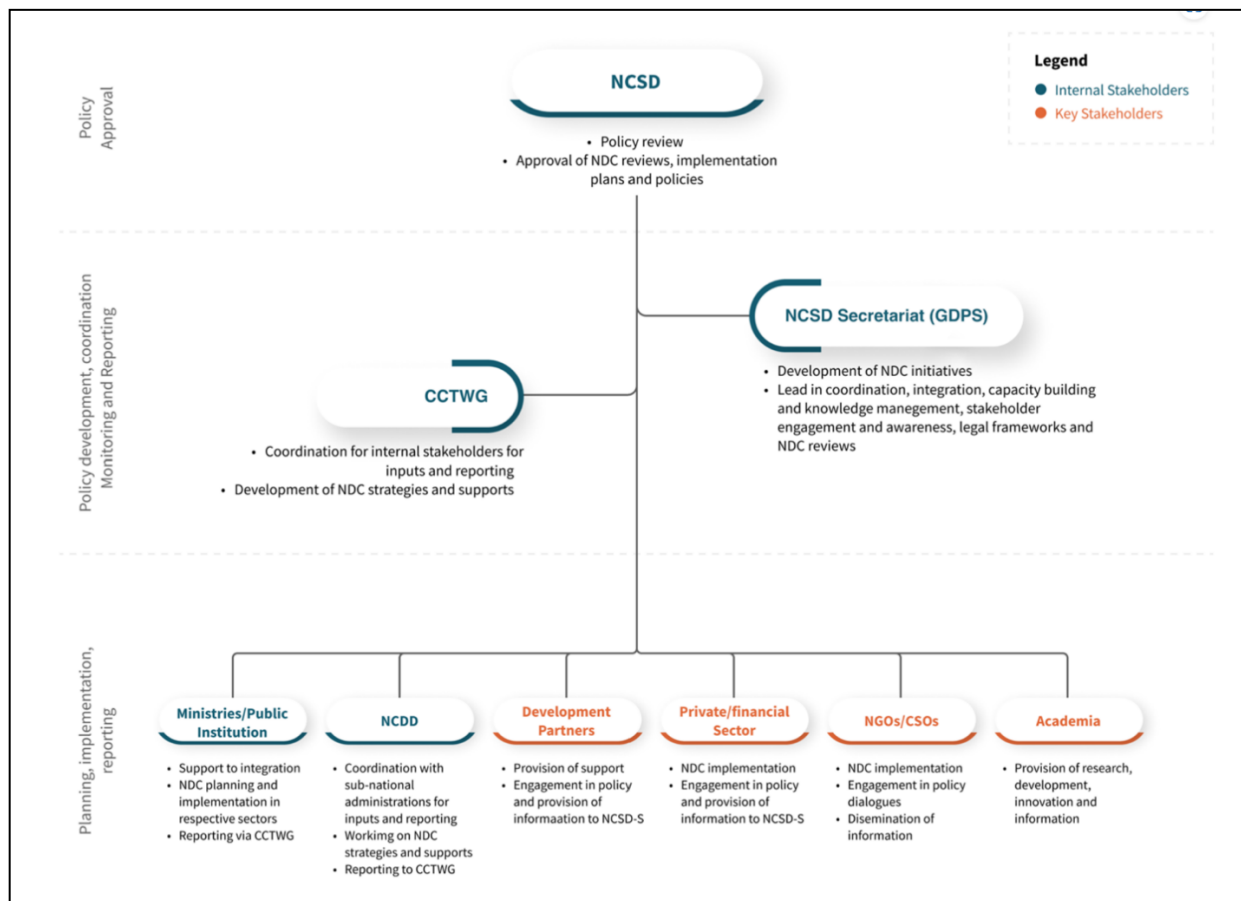 Legend
Internal Stakeholders
Key Stakeholders
Policy
Approval
NCSD
• Policy review
• Approval of NDC reviews, implementation
plans and policies
Policy development, coordination
Monitoring and Reporting
NCSD Secretariat (GDPS)
• Development of NDC initiatives
• Lead in coordination, integration, capacity building
and knowledge manegement, stakeholder
engagement and awareness, legal frameworks and
NDC reviews
CCTWG
• Coordination for internal stakeholders for
inputs and reporting
• Development of NDC strategies and supports
Planning, implementation,
reporting
Ministries/Public
Institution
• Support to integration
• NDC planning and
implementation in
respective sectors
• Reporting via CCTWG
NCDD
• Coordination with
sub-national
administrations for
inputs and reporting
• Workimg on NDC
strategies and supports
• Reporting to CCTWG
Development
Partners
• Provision of support
• Engagement in policy
and provision of
informaation to NCSD-S
Private/financial
Sector
• NDC implementation
• Engagement in policy
and provision of
information to NCSD-S
NGOs/CSOs
• NDC implementation
• Engagement in policy
dialogues
• Disemination of
information
Academia
• Provision of research,
development,
innovation and
information